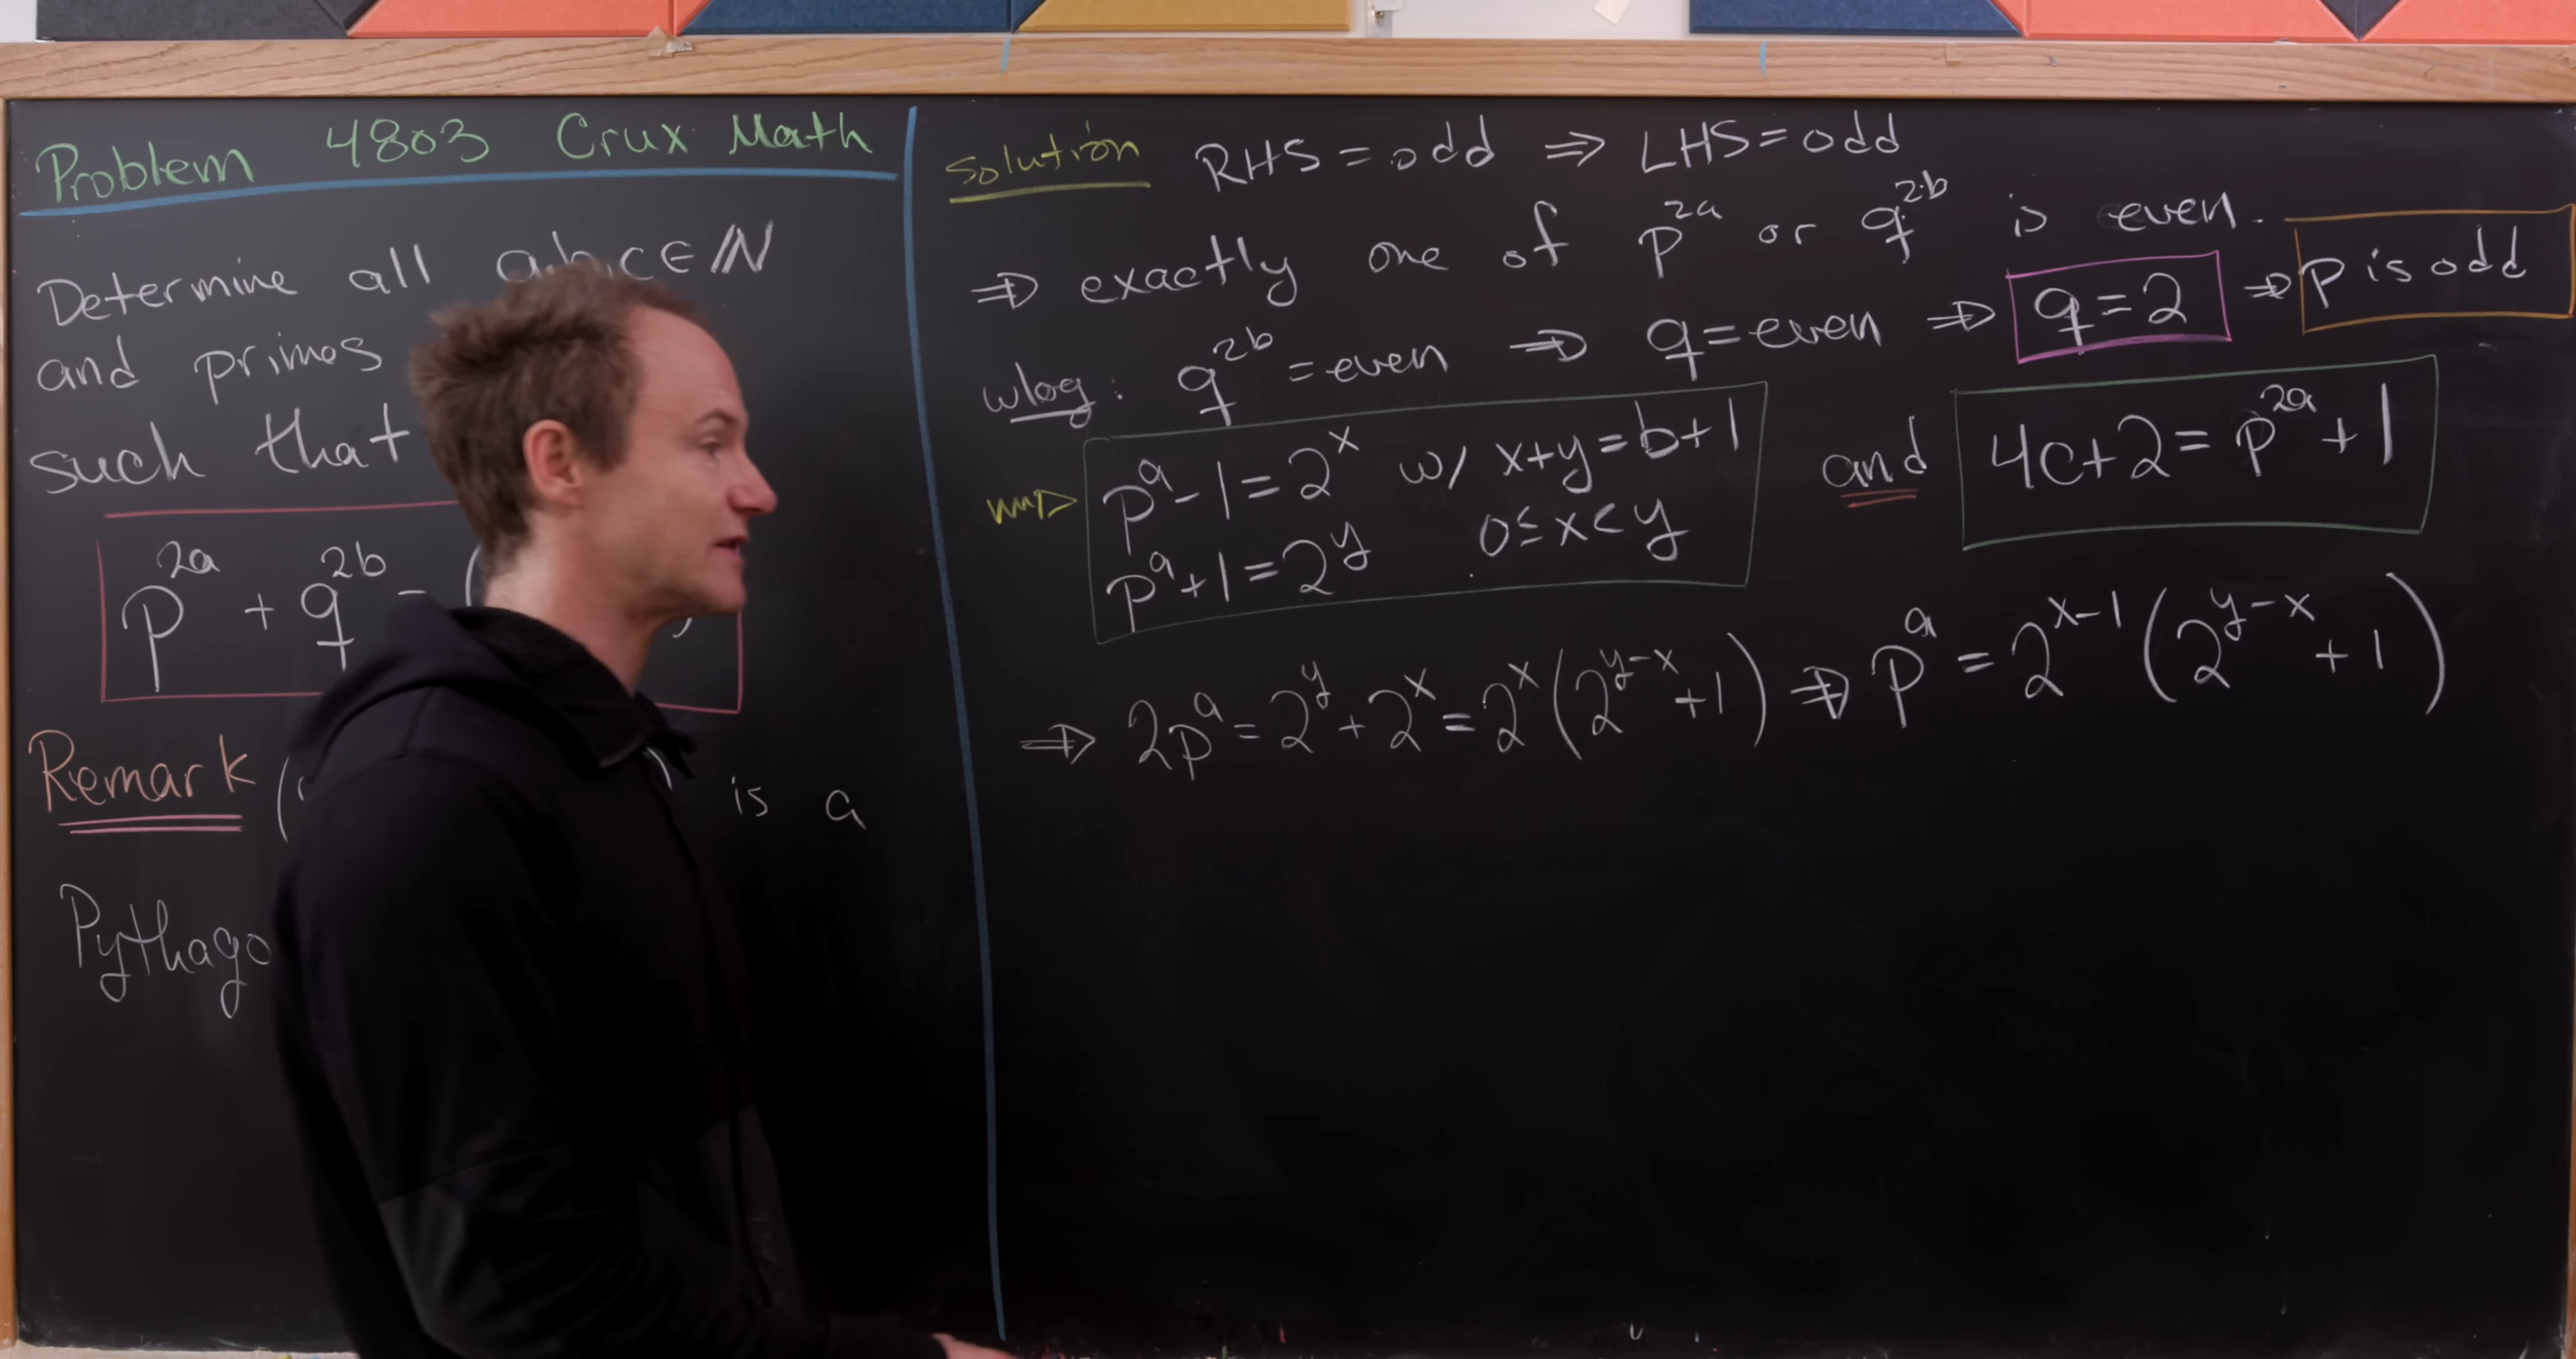 Problem 4803 Crux Math
Determine all a,b,c∈ℕ
and primes
such that
p^{2a} + q^{2b} = (
Remark ( is a
Pythago
Solution RHS = odd ⇒ LHS = odd
⇒ exactly one of p^{2a} or q^{2b} is even.
wlog: q^{2b} = even ⇒ q = even ⇒ q = 2 ⇒ p is odd
p^a - 1 = 2^x w/ x+y = b+1 and 4c+2 = p^{2a} + 1
p^a + 1 = 2^y 0 ≤ x < y
⇒ 2p^a = 2^y + 2^x = 2^x(2^{y-x} + 1) ⇒ p^a = 2^{x-1}(2^{y-x} + 1)